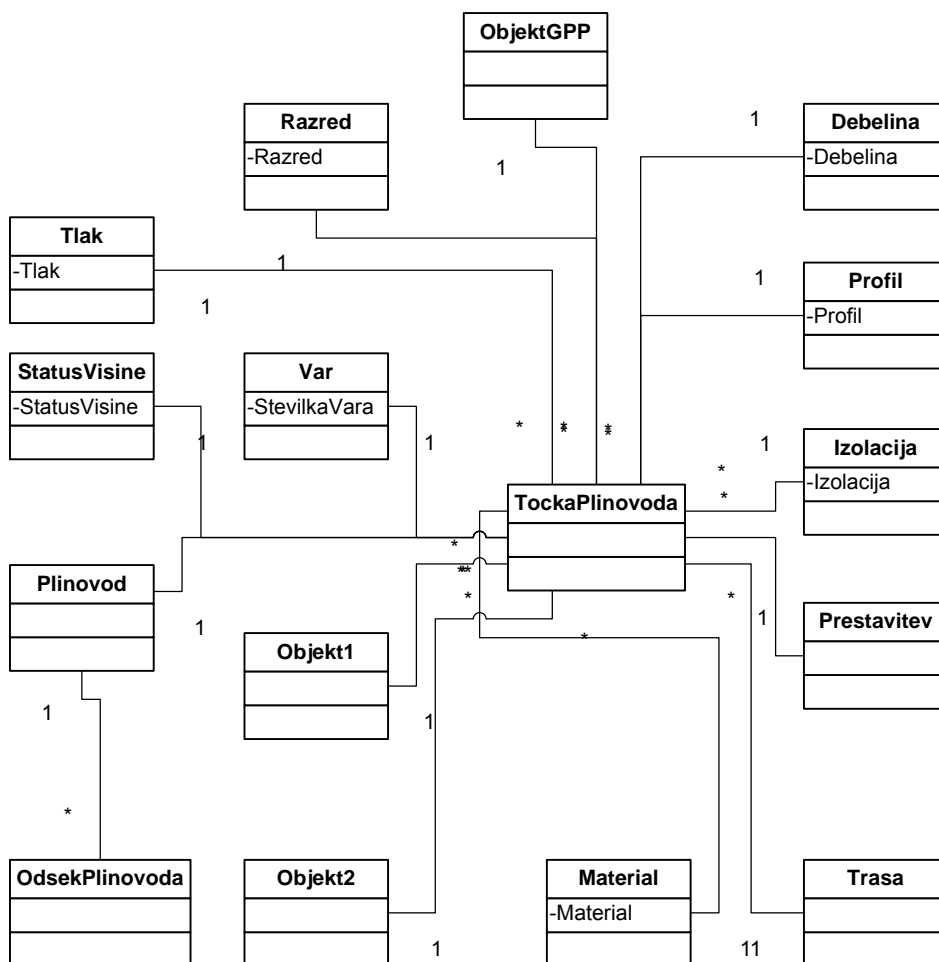 ObjektGPP
Razred
-Razred
1
Debelina
-Debelina
1
Tlak
-Tlak
1
1
1
Profil
-Profil
StatusVisine
-StatusVisine
Var
-StevilkaVara
1
1
* * * * *
1
Izolacija
-Izolacija
*
*
TockaPlinovoda
*
Plinovod
* * *
* *
1
Prestavitev
1
Objekt1
*
1
1
*
OdsekPlinovoda
Objekt2
Material
-Material
Trasa
1
11